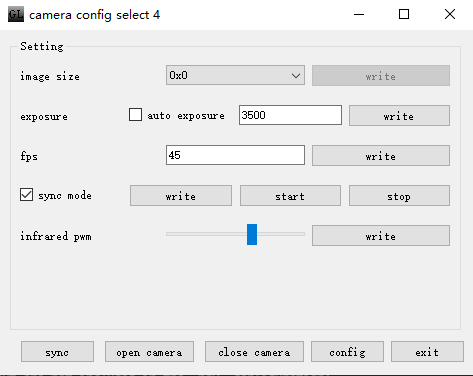 GL camera config select 4
Setting
image size 0x0 write
exposure auto exposure 3500 write
fps 45 write
sync mode write start stop
infrared pwm write
sync open camera close camera config exit